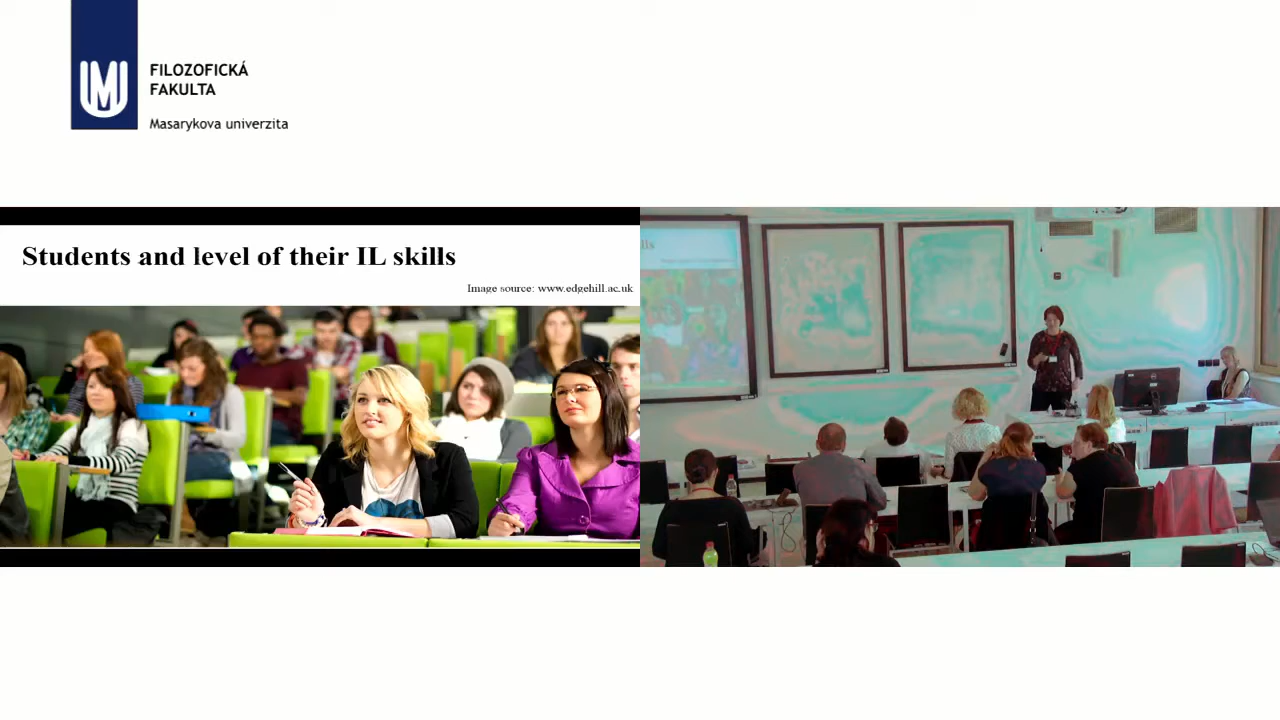 FILOZOFICKÁ
FAKULTA
Masarykova univerzita
Students and level of their IL skills
Image source: www.edgehill.ac.uk